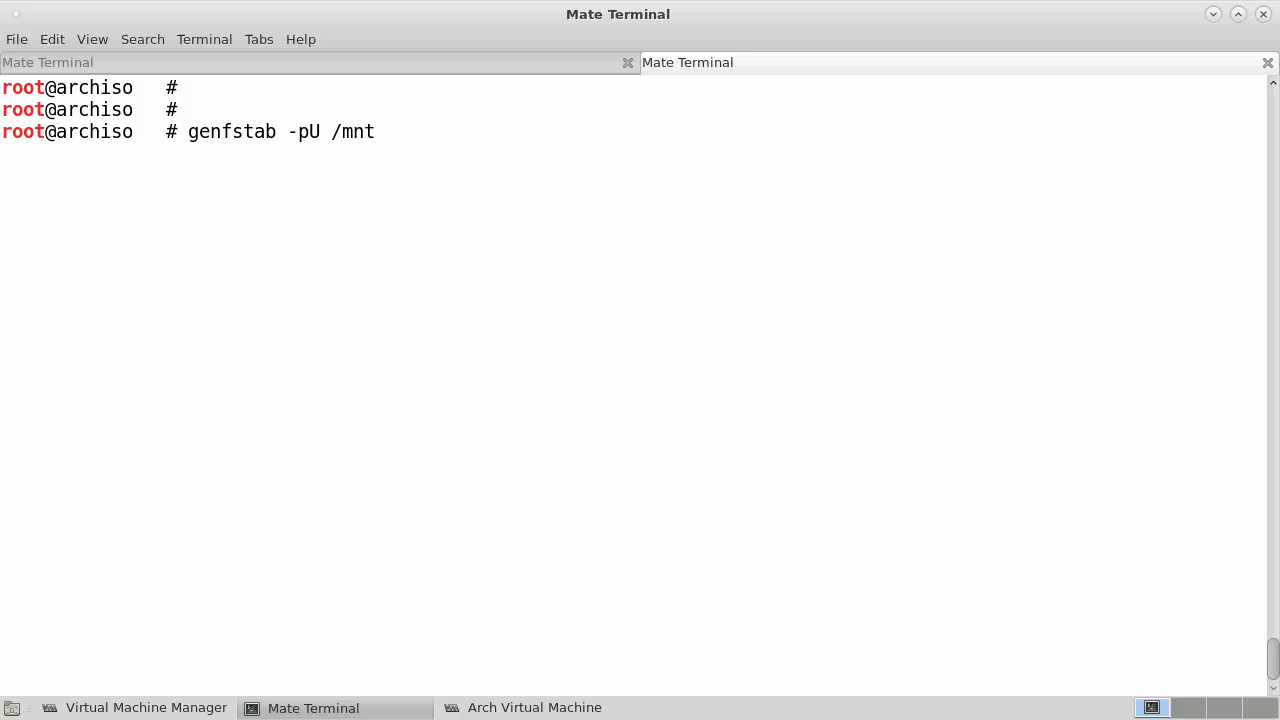 Mate Terminal
File Edit View Search Terminal Tabs Help
Mate Terminal Mate Terminal
root@archiso #
root@archiso #
root@archiso # genfstab -pU /mnt
Virtual Machine Manager Mate Terminal Arch Virtual Machine